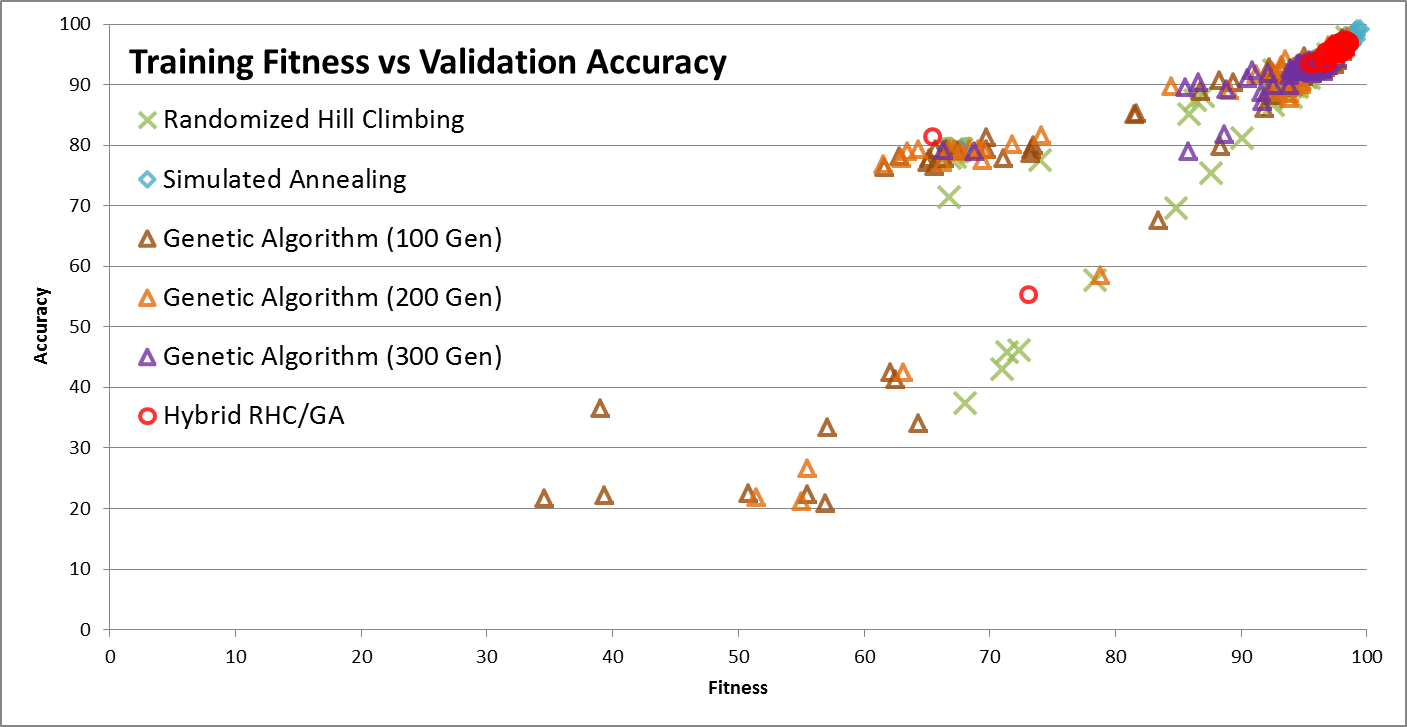 Training Fitness vs Validation Accuracy
Randomized Hill Climbing
Simulated Annealing
Genetic Algorithm (100 Gen)
Genetic Algorithm (200 Gen)
Genetic Algorithm (300 Gen)
Hybrid RHC/GA
Accuracy
100
90
80
70
60
50
40
30
20
10
0
0 10 20 30 40 50 60 70 80 90 100
Fitness